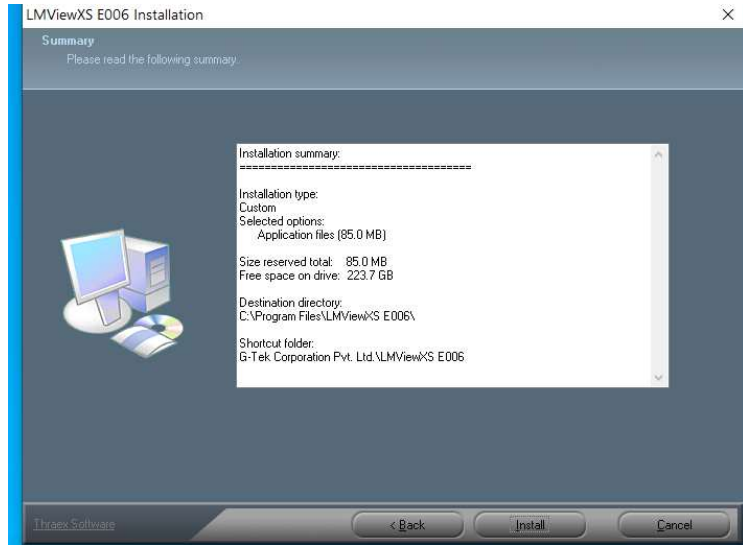 LMViewXS E006 Installation
Summary
Please read the following summary.
Installation summary:
=====================================
Installation type:
Custom
Selected options:
Application files (85.0 MB)
Size reserved total: 85.0 MB
Free space on drive: 223.7 GB
Destination directory:
C:\Program Files\LMViewXS E006\
Shortcut folder:
G-Tek Corporation Pvt. Ltd.\LMViewXS E006
Thraex Software
< Back
Install
Cancel